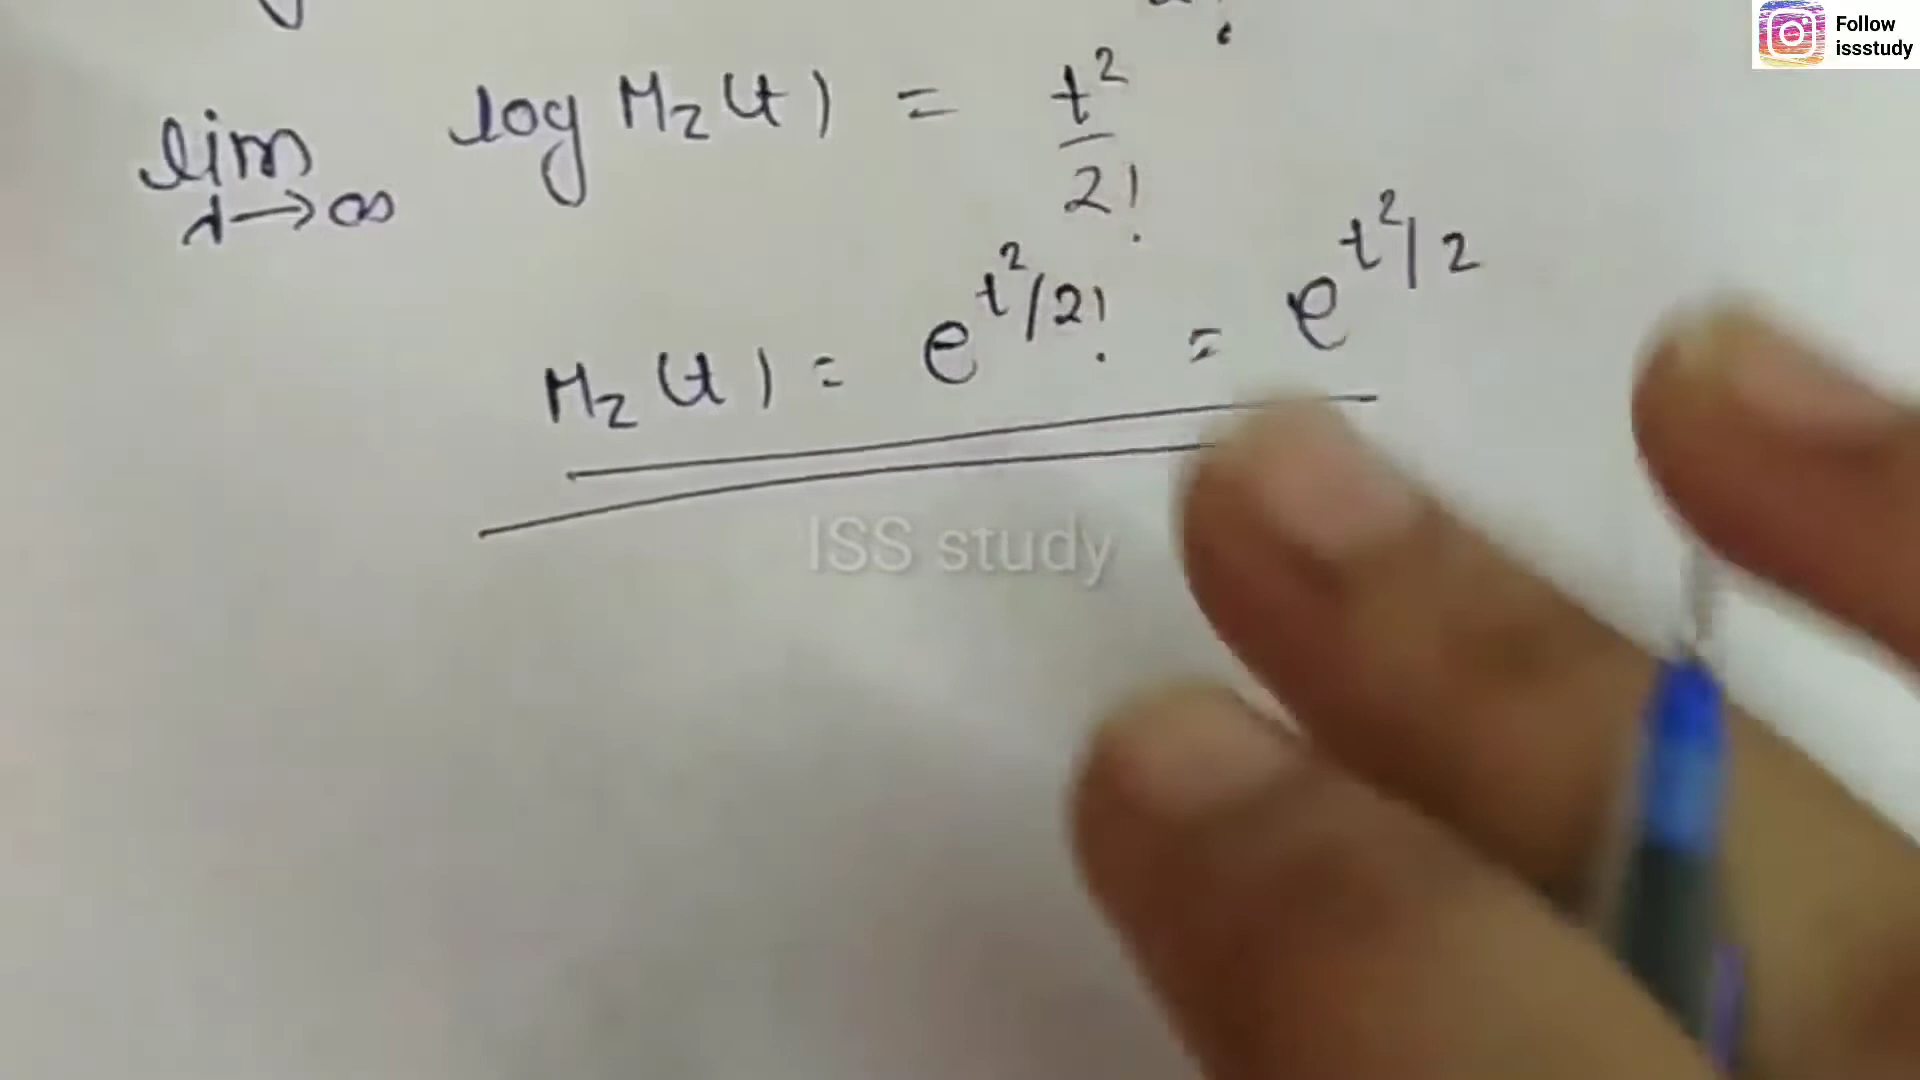 Follow
issstudy
lim log M_Z(t) = t²/2!
λ→∞
M_Z(t) = e^{t²/2!} = e^{t²/2}
ISS study